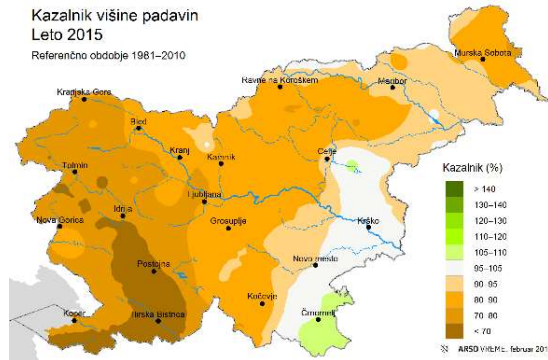 Kazalnik višine padavin
Leto 2015
Referenčno obdobje 1981–2010
Murska Sobota
Ravne na Koroškem
Maribor
Kranjska Gora
Bled
Kranj
Kamnik
Celje
Tolmin
Ljubljana
Idrija
Nova Gorica
Grosuplje
Krško
Postojna
Novo mesto
Kočevje
Črnomelj
Koper
Ilirska Bistrica
Kazalnik (%)
> 140
130–140
120–130
110–120
105–110
95–105
90–95
80–90
70–80
< 70
ARSO VREME, februar 201